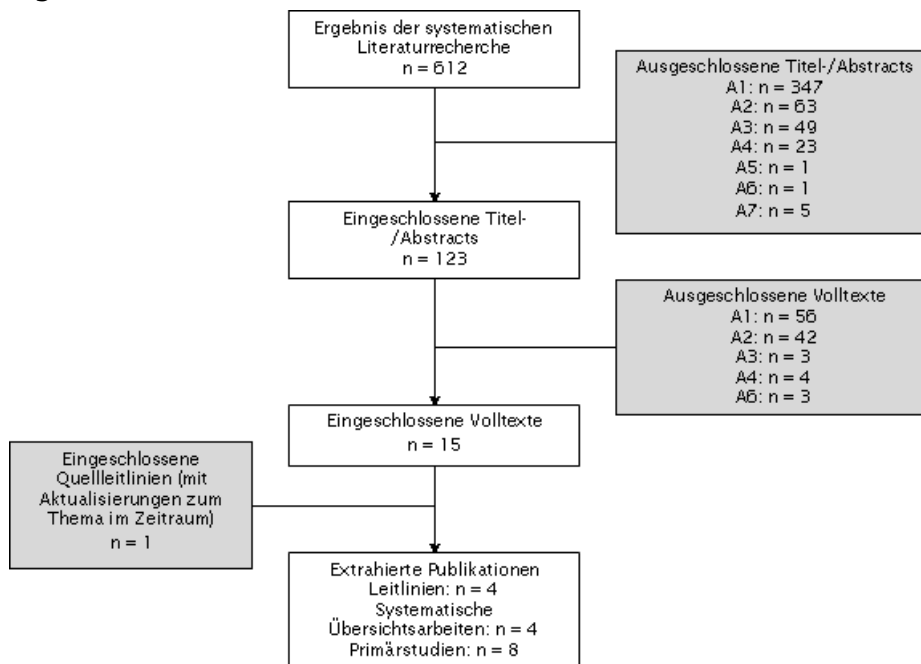 Ergebnis der systematischen
Literaturrecherche
n = 612
Ausgeschlossene Titel-/Abstracts
A1: n = 347
A2: n = 63
A3: n = 49
A4: n = 23
A5: n = 1
A6: n = 1
A7: n = 5
Eingeschlossene Titel-
/Abstracts
n = 123
Ausgeschlossene Volltexte
A1: n = 56
A2: n = 42
A3: n = 3
A4: n = 4
A6: n = 3
Eingeschlossene Volltexte
n = 15
Eingeschlossene
Quellleitlinien (mit
Aktualisierungen zum
Thema im Zeitraum)
n = 1
Extrahierte Publikationen
Leitlinien: n = 4
Systematische
Übersichtsarbeiten: n = 4
Primärstudien: n = 8